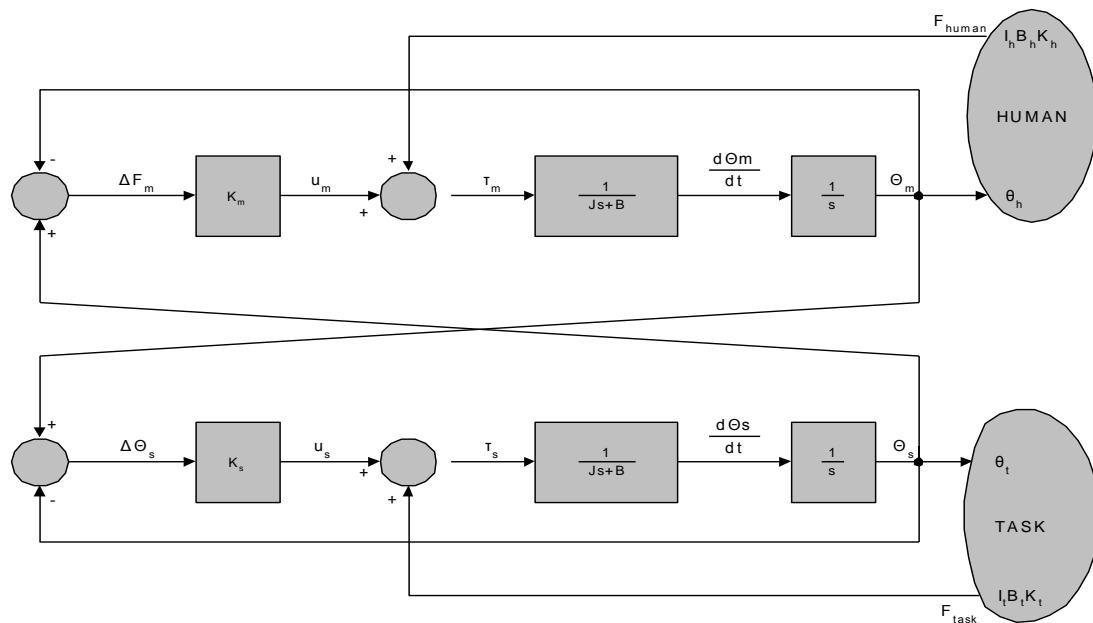 F_human
I_h B_h K_h
HUMAN
-
ΔF_m
K_m
u_m
+
+
τ_m
1
Js+B
dΘm
dt
1
s
Θ_m
θ_h
+
+
ΔΘ_s
K_s
u_s
+
+
τ_s
1
Js+B
dΘs
dt
1
s
Θ_s
θ_t
-
TASK
I_t B_t K_t
F_task